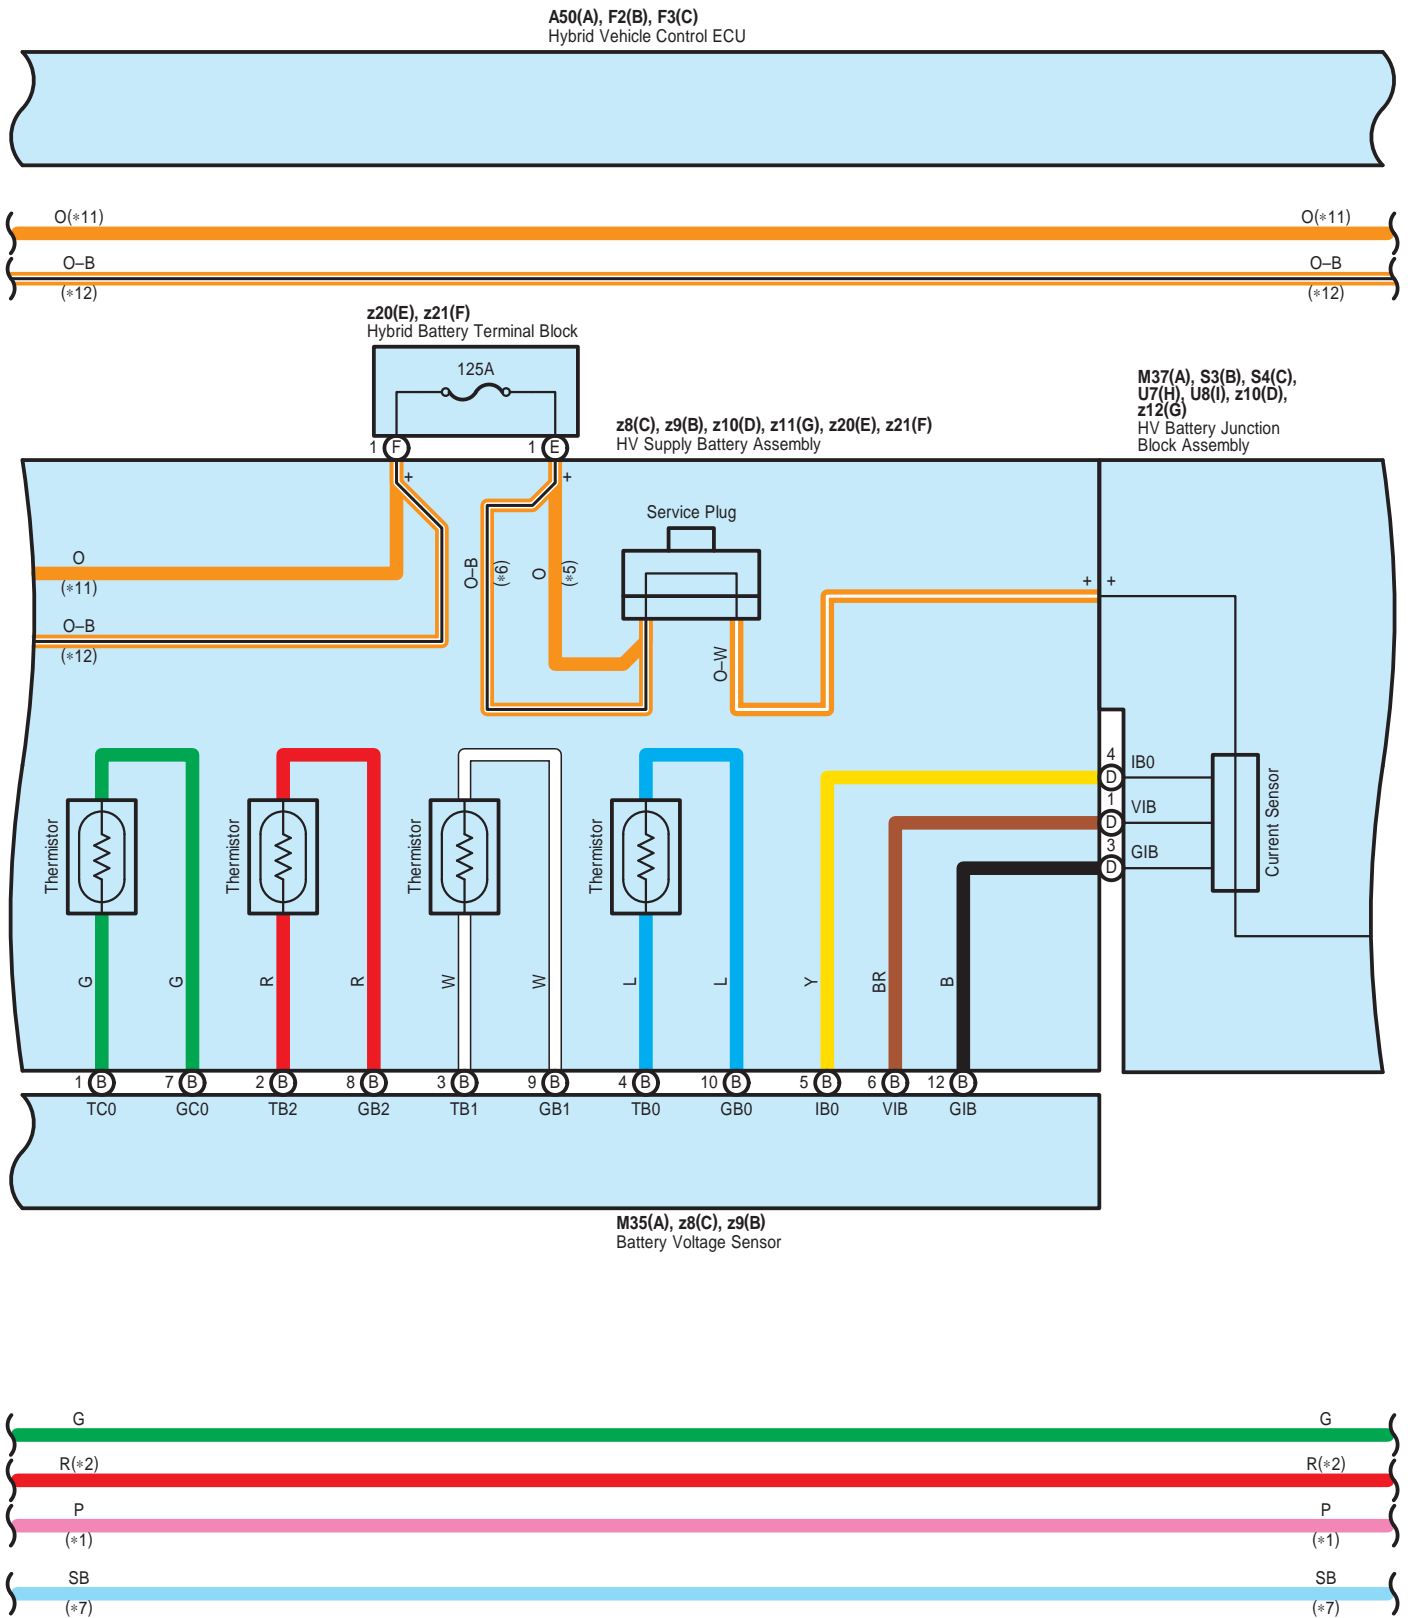 A50(A), F2(B), F3(C)
Hybrid Vehicle Control ECU
O(*11)
O(*11)
O–B
(*12)
O–B
(*12)
z20(E), z21(F)
Hybrid Battery Terminal Block
125A
1 F
1 E
z8(C), z9(B), z10(D), z11(G), z20(E), z21(F)
HV Supply Battery Assembly
M37(A), S3(B), S4(C),
U7(H), U8(I), z10(D),
z12(G)
HV Battery Junction
Block Assembly
+
+
Service Plug
O
(*11)
O–B
(*12)
O–B
(*6)
O
(*5)
O–W
+ +
4
D
IB0
1
D
VIB
3
D
GIB
Current Sensor
Thermistor
Thermistor
Thermistor
Thermistor
G
G
R
R
W
W
L
L
Y
BR
B
1 B
7 B
2 B
8 B
3 B
9 B
4 B
10 B
5 B
6 B
12 B
TC0
GC0
TB2
GB2
TB1
GB1
TB0
GB0
IB0
VIB
GIB
M35(A), z8(C), z9(B)
Battery Voltage Sensor
G
G
R(*2)
R(*2)
P
(*1)
P
(*1)
SB
(*7)
SB
(*7)